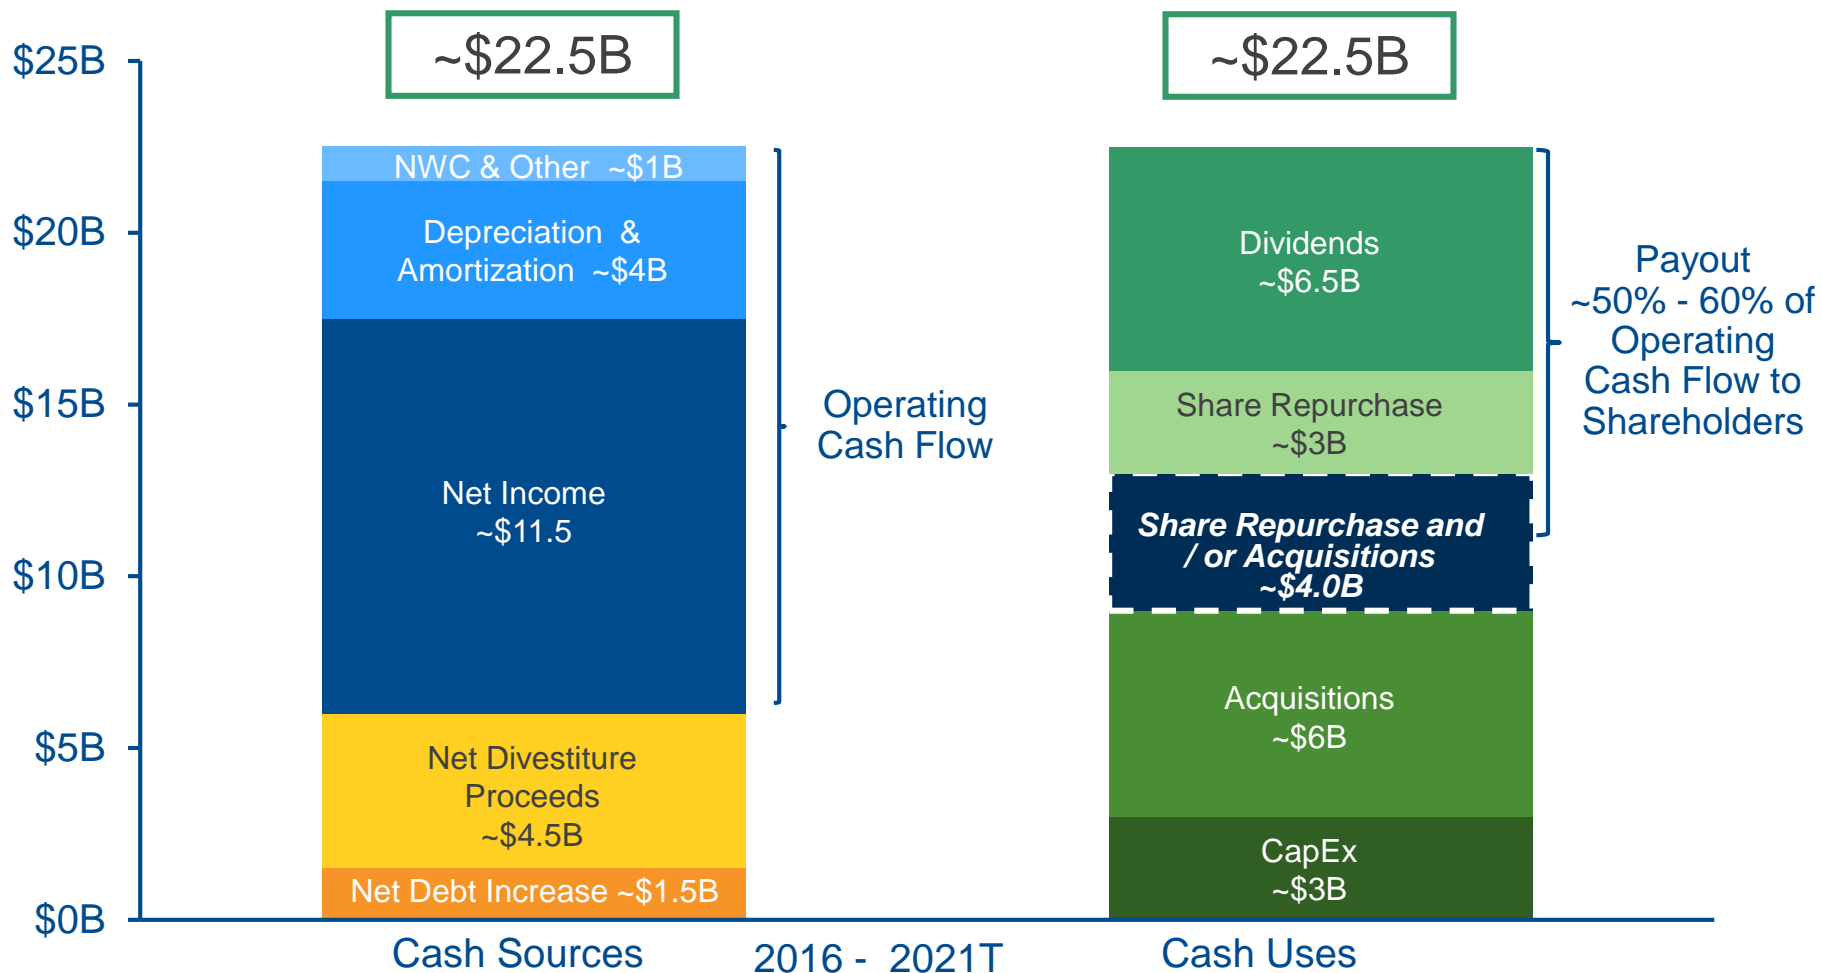 ~$22.5B
~$22.5B
$25B
$20B
$15B
$10B
$5B
$0B
NWC & Other ~$1B
Depreciation &
Amortization ~$4B
Net Income
~$11.5
Net Divestiture
Proceeds
~$4.5B
Net Debt Increase ~$1.5B
Operating
Cash Flow
Dividends
~$6.5B
Share Repurchase
~$3B
Share Repurchase and
/ or Acquisitions
~$4.0B
Acquisitions
~$6B
CapEx
~$3B
Payout
~50% - 60% of
Operating
Cash Flow to
Shareholders
Cash Sources
2016 - 2021T
Cash Uses